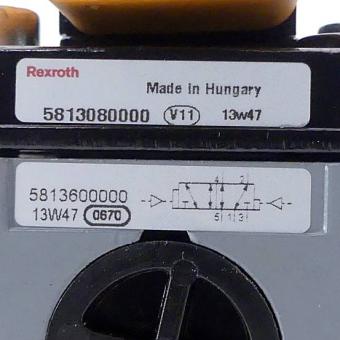 Rexroth
Made in Hungary
5813080000 V11 13w47
5813600000
13W47 0670
4 2
5 1 3